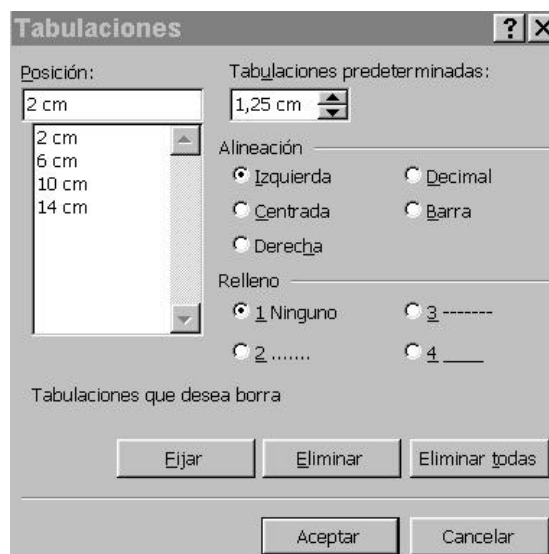 Tabulaciones
Posición:
2 cm
2 cm
6 cm
10 cm
14 cm
Tabulaciones predeterminadas:
1,25 cm
Alineación
Izquierda
Decimal
Centrada
Barra
Derecha
Relleno
1 Ninguno
3 -------
2 .......
4 ____
Tabulaciones que desea borra
Fijar
Eliminar
Eliminar todas
Aceptar
Cancelar